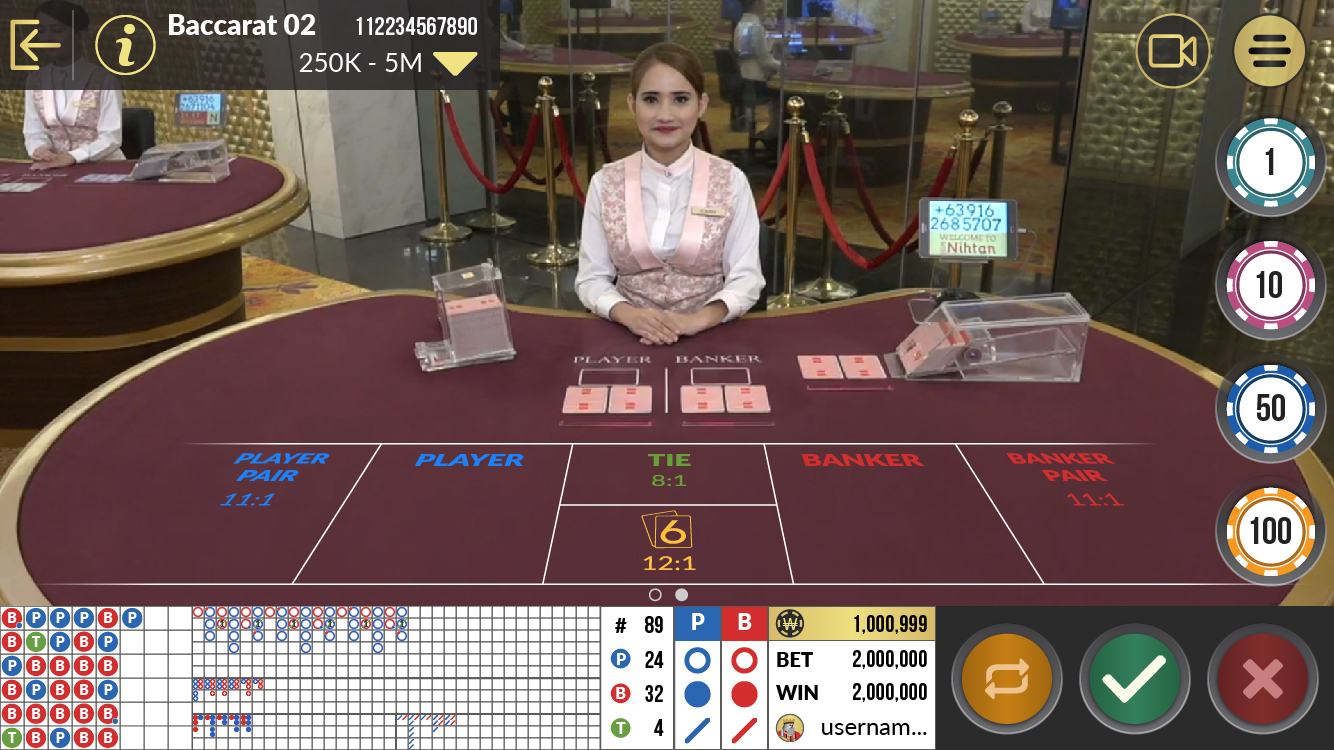 Baccarat 02 112234567890
250K - 5M
+63916
2671104
N
+63916
2685707
WELCOME TO
Nihtan
1
10
50
100
PLAYER BANKER
PLAYER
PAIR
11:1
PLAYER
TIE
8:1
6
12:1
BANKER
BANKER
PAIR
11:1
B P P P B P
B T P B P
P B B B B
B P B B P
B B B B B
T B P B B
# 89
P 24
B 32
T 4
P B
1,000,999
BET 2,000,000
WIN 2,000,000
usernam...